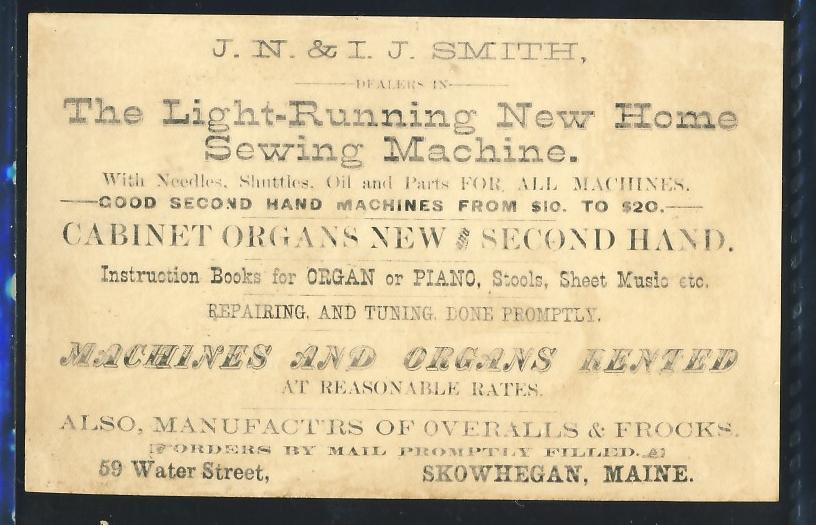 J. N. & I. J. SMITH,
DEALERS IN
The Light-Running New Home
Sewing Machine.
With Needles, Shuttles, Oil and Parts FOR ALL MACHINES.
GOOD SECOND HAND MACHINES FROM $10. TO $20.
CABINET ORGANS NEW & SECOND HAND.
Instruction Books for ORGAN or PIANO, Stools, Sheet Music etc.
REPAIRING, AND TUNING, DONE PROMPTLY.
MACHINES AND ORGANS RENTED
AT REASONABLE RATES.
ALSO, MANUFACT'RS OF OVERALLS & FROCKS.
ORDERS BY MAIL PROMPTLY FILLED.
59 Water Street, SKOWHEGAN, MAINE.